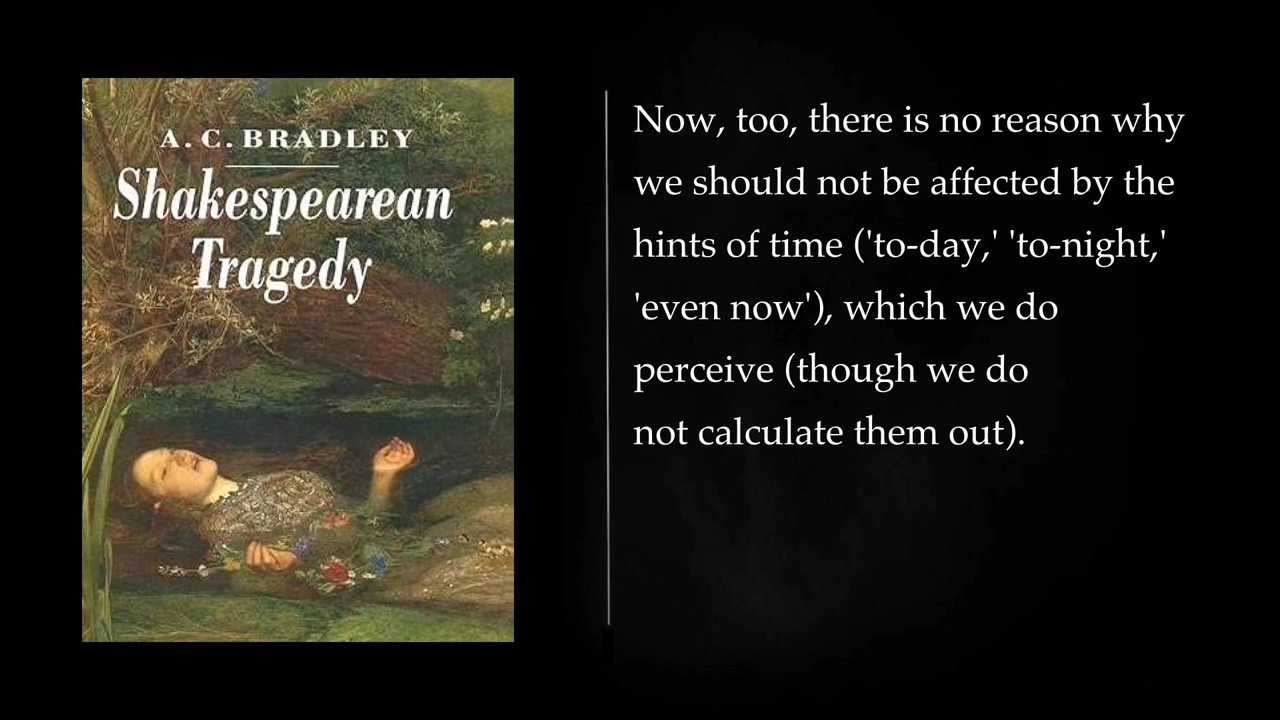 A. C. BRADLEY
Shakespearean
Tragedy
Now, too, there is no reason why
we should not be affected by the
hints of time ('to-day,' 'to-night,'
'even now'), which we do
perceive (though we do
not calculate them out).